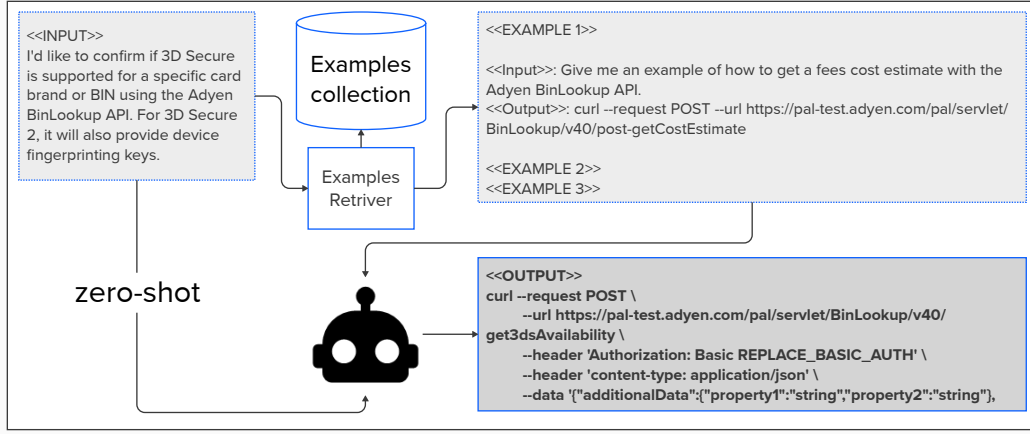 <<INPUT>>
I'd like to confirm if 3D Secure
is supported for a specific card
brand or BIN using the Adyen
BinLookup API. For 3D Secure
2, it will also provide device
fingerprinting keys.
Examples
collection
Examples
Retriver
<<EXAMPLE 1>>
<<Input>>: Give me an example of how to get a fees cost estimate with the
Adyen BinLookup API.
<<Output>>: curl --request POST --url https://pal-test.adyen.com/pal/servlet/
BinLookup/v40/post-getCostEstimate
<<EXAMPLE 2>>
<<EXAMPLE 3>>
zero-shot
<<OUTPUT>>
curl --request POST \
--url https://pal-test.adyen.com/pal/servlet/BinLookup/v40/
get3dsAvailability \
--header 'Authorization: Basic REPLACE_BASIC_AUTH' \
--header 'content-type: application/json' \
--data '{"additionalData":{"property1":"string","property2":"string"},